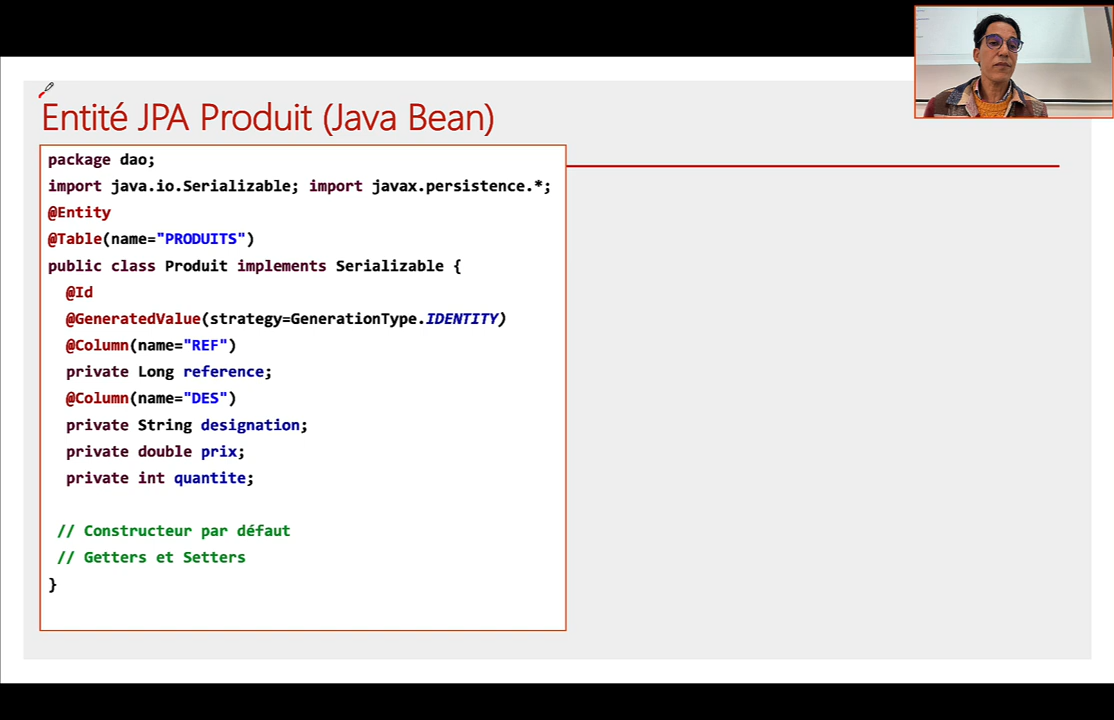 Entité JPA Produit (Java Bean)
package dao;
import java.io.Serializable; import javax.persistence.*;
@Entity
@Table(name="PRODUITS")
public class Produit implements Serializable {
@Id
@GeneratedValue(strategy=GenerationType.IDENTITY)
@Column(name="REF")
private Long reference;
@Column(name="DES")
private String designation;
private double prix;
private int quantite;
// Constructeur par défaut
// Getters et Setters
}